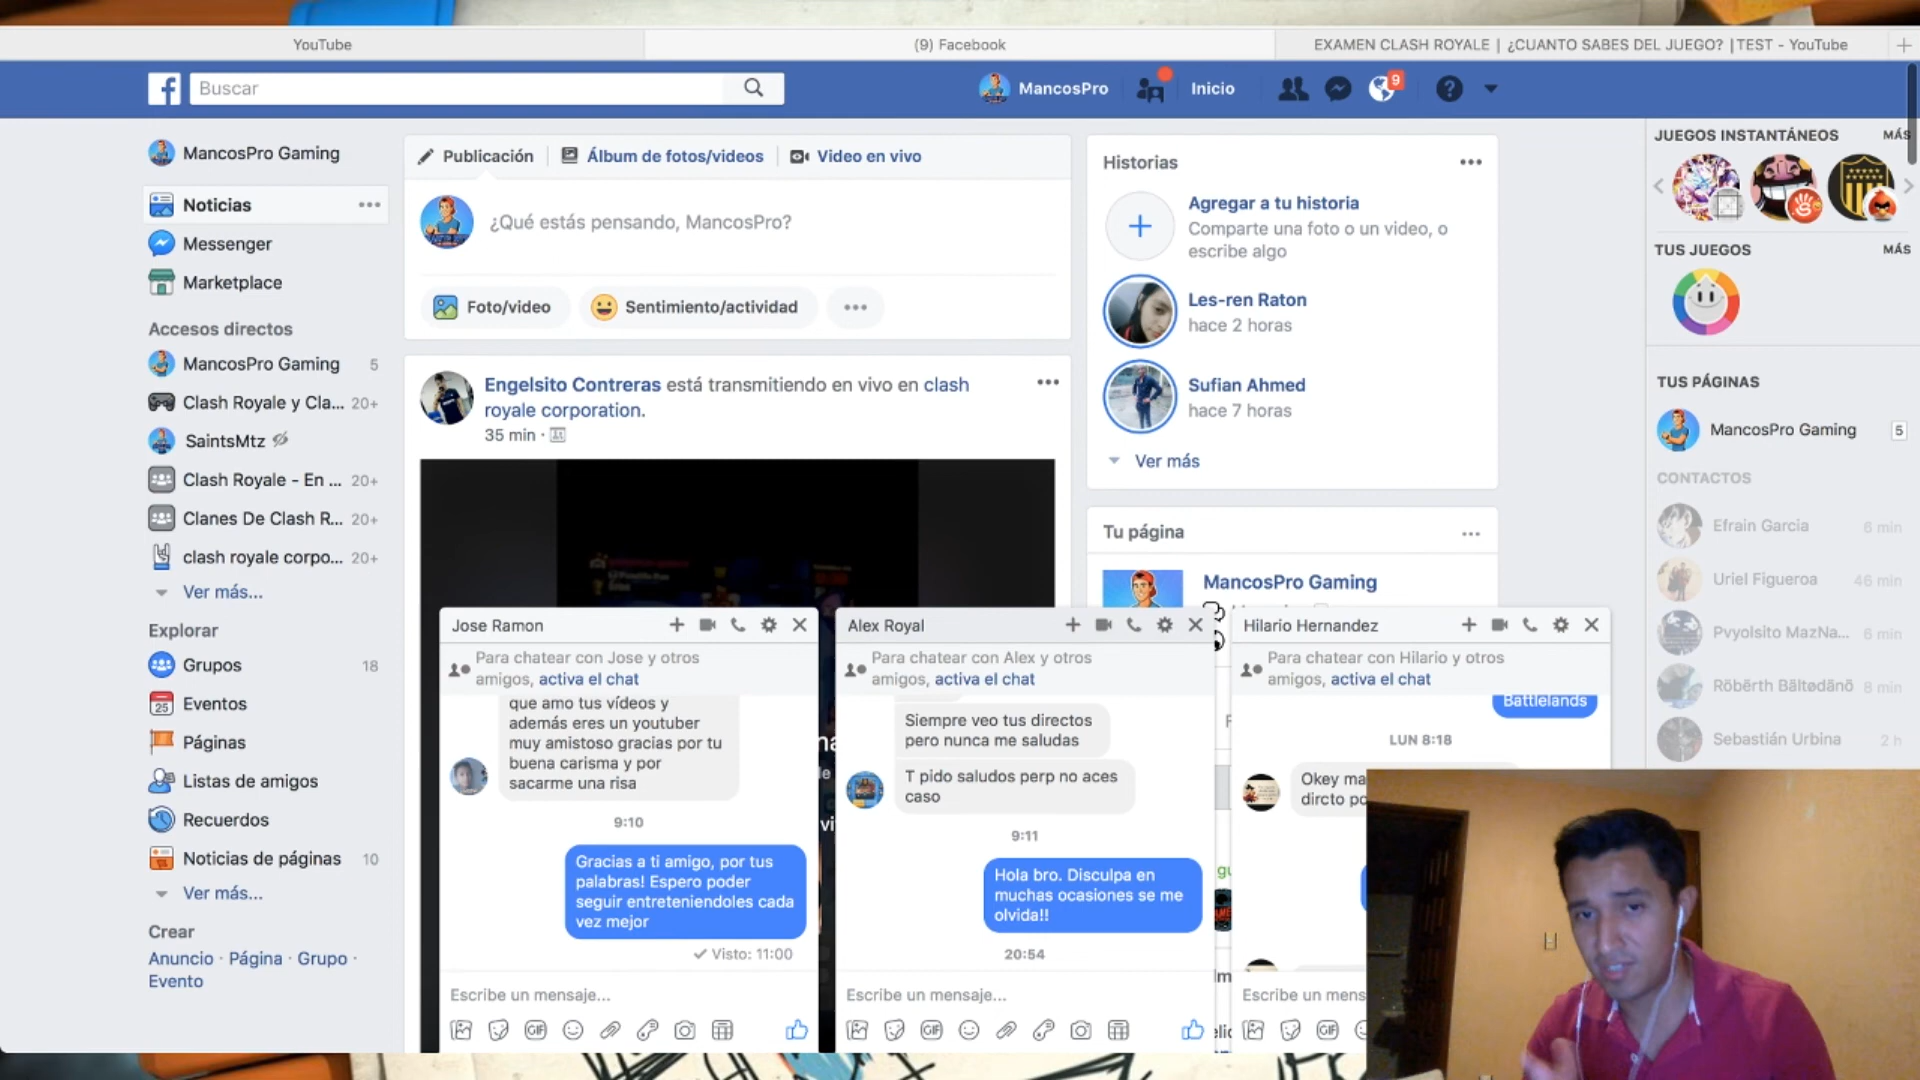 YouTube
(9) Facebook
EXAMEN CLASH ROYALE | ¿CUANTO SABES DEL JUEGO? |TEST - YouTube
Buscar
MancosPro
Inicio
9
MancosPro Gaming
Noticias
Messenger
Marketplace
Accesos directos
MancosPro Gaming 5
Clash Royale y Cla... 20+
SaintsMtz
Clash Royale - En ... 20+
Clanes De Clash R... 20+
clash royale corpo... 20+
Ver más...
Explorar
Grupos 18
25 Eventos
Páginas
Listas de amigos
Recuerdos
Noticias de páginas 10
Ver más...
Crear
Anuncio · Página · Grupo ·
Evento
Publicación
Álbum de fotos/videos
Video en vivo
¿Qué estás pensando, MancosPro?
Foto/video
Sentimiento/actividad
Engelsito Contreras está transmitiendo en vivo en clash
royale corporation.
35 min ·
Historias
Agregar a tu historia
Comparte una foto o un video, o
escribe algo
Les-ren Raton
hace 2 horas
Sufian Ahmed
hace 7 horas
Ver más
Tu página
MancosPro Gaming
JUEGOS INSTANTÁNEOS MÁS
TUS JUEGOS MÁS
TUS PÁGINAS
MancosPro Gaming 5
CONTACTOS
Efrain Garcia 6 min
Uriel Figueroa 46 min
Pvyolsito MazNa... 6 min
Röbërth Bältødänö 8 min
Sebastián Urbina 2 h
Jose Ramon
Para chatear con Jose y otros
amigos, activa el chat
que amo tus vídeos y
además eres un youtuber
muy amistoso gracias por tu
buena carisma y por
sacarme una risa
9:10
Gracias a ti amigo, por tus
palabras! Espero poder
seguir entreteniendoles cada
vez mejor
Visto: 11:00
Escribe un mensaje...
GIF
Alex Royal
Para chatear con Alex y otros
amigos, activa el chat
Siempre veo tus directos
pero nunca me saludas
T pido saludos perp no aces
caso
9:11
Hola bro. Disculpa en
muchas ocasiones se me
olvida!!
20:54
Escribe un mensaje...
GIF
Hilario Hernandez
Para chatear con Hilario y otros
amigos, activa el chat
Battlelands
LUN 8:18
Okey ma
dircto po
Escribe un mens
GIF